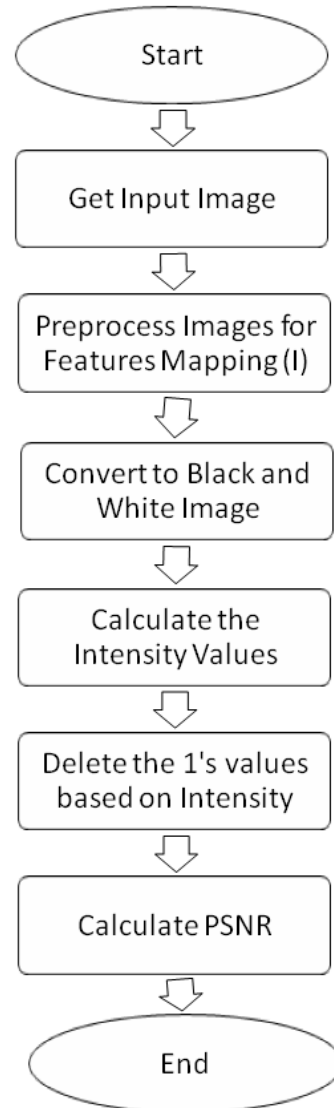 Start
Get Input Image
Preprocess Images for
Features Mapping (I)
Convert to Black and
White Image
Calculate the
Intensity Values
Delete the 1's values
based on Intensity
Calculate PSNR
End